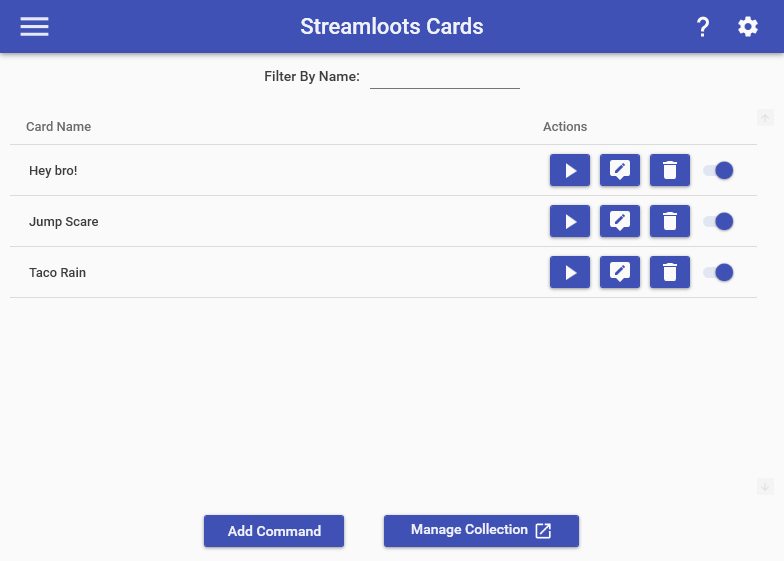 Streamloots Cards
Filter By Name:
Card Name Actions
Hey bro!
Jump Scare
Taco Rain
Add Command Manage Collection